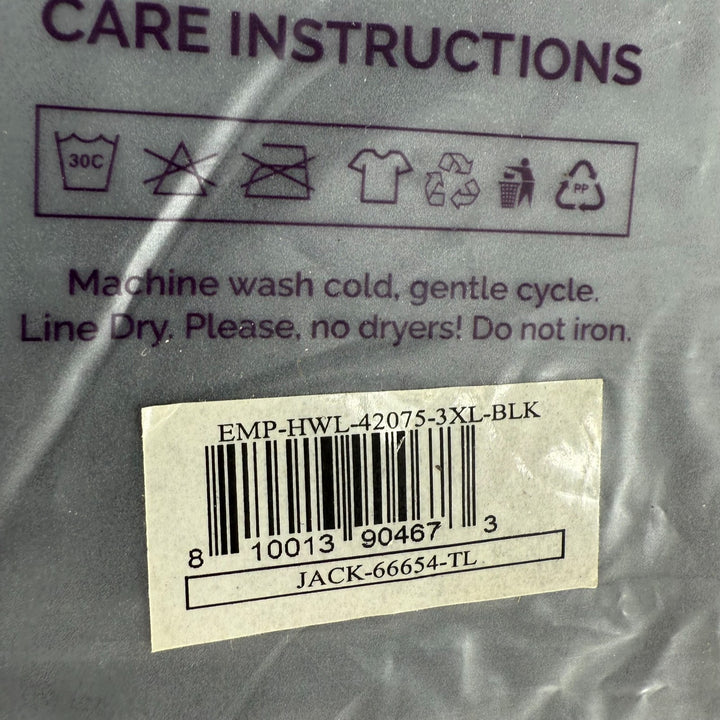 CARE INSTRUCTIONS
30C
PP
Machine wash cold, gentle cycle.
Line Dry. Please, no dryers! Do not iron.
EMP-HWL-42075-3XL-BLK
8 10013 90467 3
JACK-66654-TL